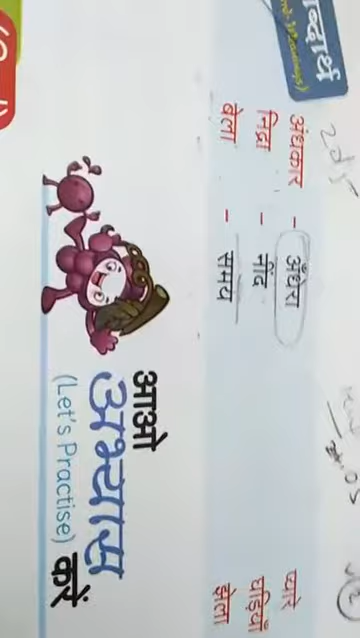 शब्दार्थ
अंधकार - अँधेरा
प्यारे
निद्रा - नींद
घड़ियाँ
बेला - समय
झेला
आओ
अभ्यास करें
(Let's Practise)